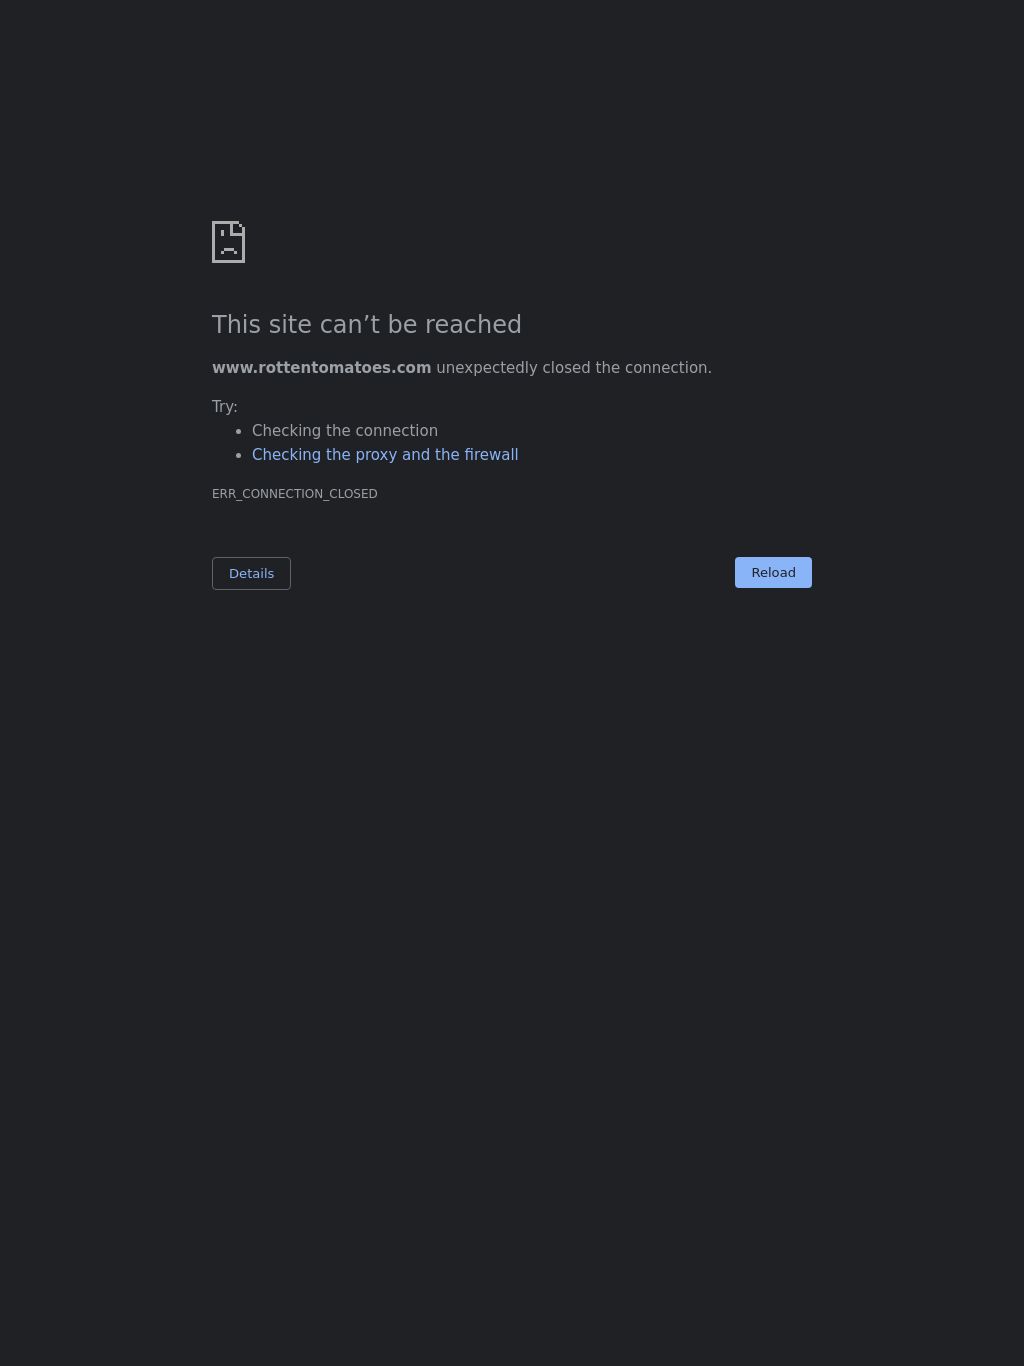 This site can’t be reached
www.rottentomatoes.com unexpectedly closed the connection.
Try:
• Checking the connection
• Checking the proxy and the firewall
ERR_CONNECTION_CLOSED
Details
Reload